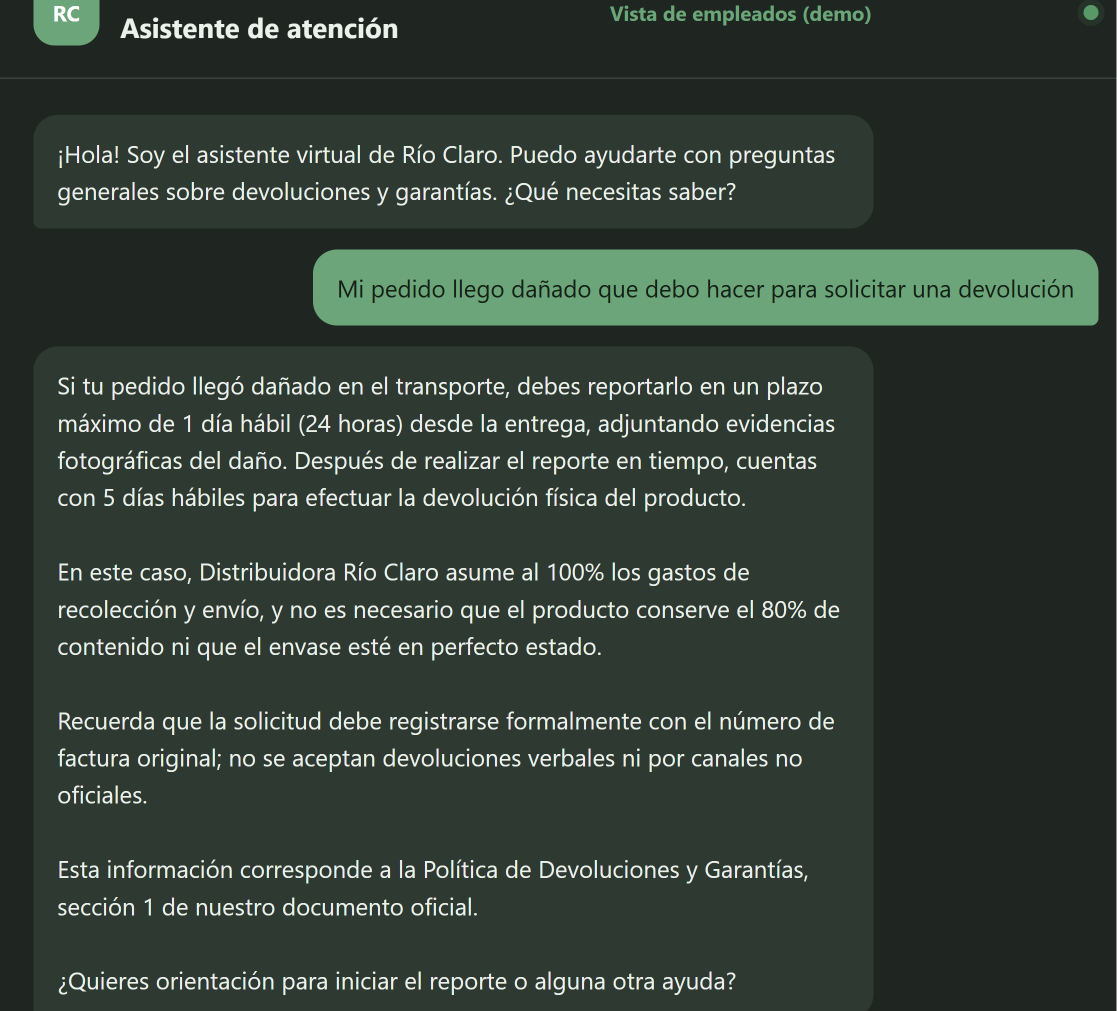 RC
Asistente de atención
Vista de empleados (demo)
¡Hola! Soy el asistente virtual de Río Claro. Puedo ayudarte con preguntas
generales sobre devoluciones y garantías. ¿Qué necesitas saber?
Mi pedido llego dañado que debo hacer para solicitar una devolución
Si tu pedido llegó dañado en el transporte, debes reportarlo en un plazo
máximo de 1 día hábil (24 horas) desde la entrega, adjuntando evidencias
fotográficas del daño. Después de realizar el reporte en tiempo, cuentas
con 5 días hábiles para efectuar la devolución física del producto.
En este caso, Distribuidora Río Claro asume al 100% los gastos de
recolección y envío, y no es necesario que el producto conserve el 80% de
contenido ni que el envase esté en perfecto estado.
Recuerda que la solicitud debe registrarse formalmente con el número de
factura original; no se aceptan devoluciones verbales ni por canales no
oficiales.
Esta información corresponde a la Política de Devoluciones y Garantías,
sección 1 de nuestro documento oficial.
¿Quieres orientación para iniciar el reporte o alguna otra ayuda?